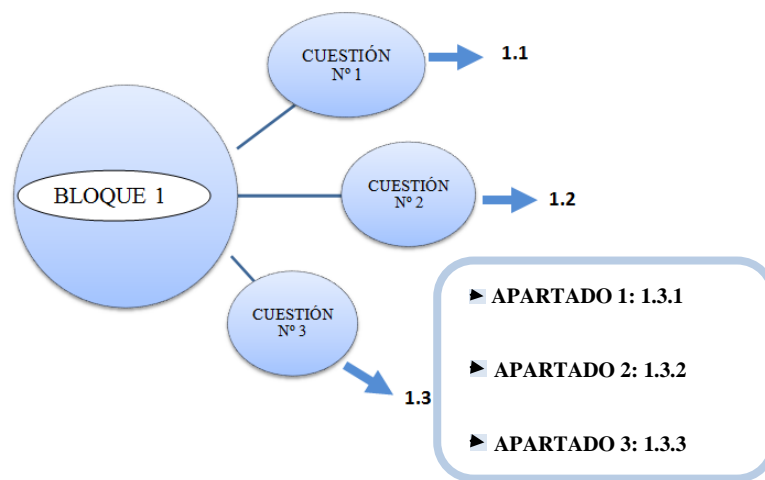 CUESTIÓN
Nº 1
1.1
BLOQUE 1
CUESTIÓN
Nº 2
1.2
CUESTIÓN
Nº 3
1.3
APARTADO 1: 1.3.1
APARTADO 2: 1.3.2
APARTADO 3: 1.3.3